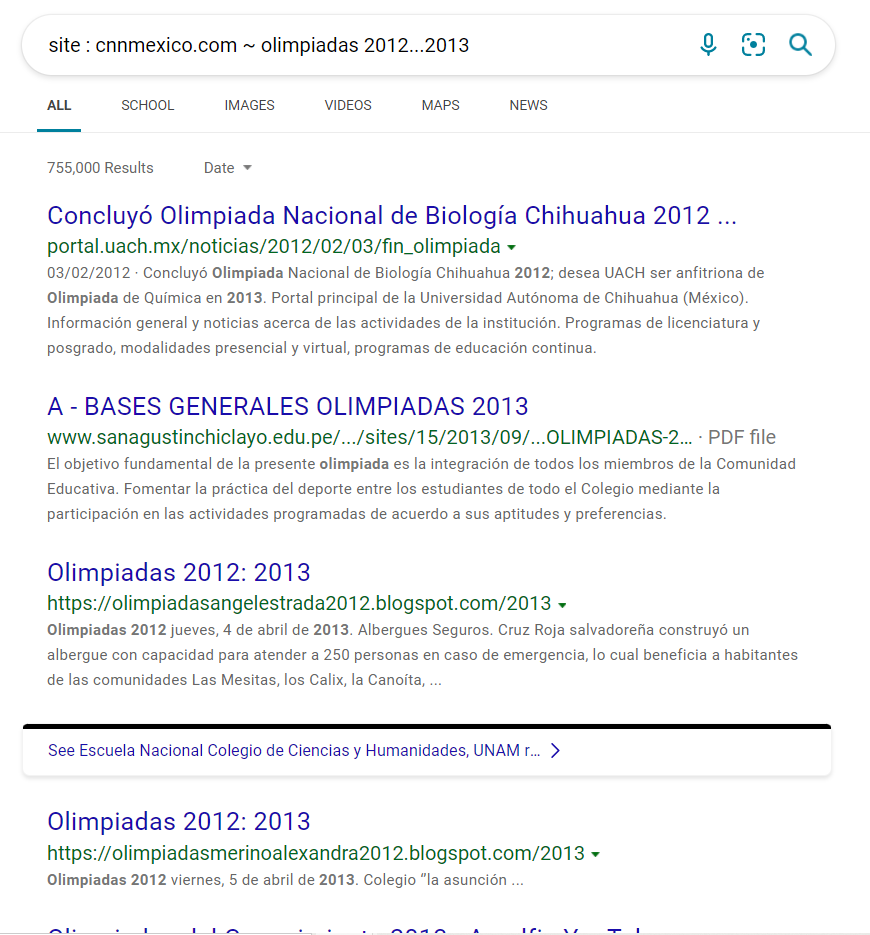 site : cnnmexico.com ~ olimpiadas 2012...2013
ALL SCHOOL IMAGES VIDEOS MAPS NEWS
755,000 Results Date
Concluyó Olimpiada Nacional de Biología Chihuahua 2012 ...
portal.uach.mx/noticias/2012/02/03/fin_olimpiada
03/02/2012 · Concluyó Olimpiada Nacional de Biología Chihuahua 2012; desea UACH ser anfitriona de
Olimpiada de Química en 2013. Portal principal de la Universidad Autónoma de Chihuahua (México).
Información general y noticias acerca de las actividades de la institución. Programas de licenciatura y
posgrado, modalidades presencial y virtual, programas de educación continua.
A - BASES GENERALES OLIMPIADAS 2013
www.sanagustinchiclayo.edu.pe/.../sites/15/2013/09/...OLIMPIADAS-2... · PDF file
El objetivo fundamental de la presente olimpiada es la integración de todos los miembros de la Comunidad
Educativa. Fomentar la práctica del deporte entre los estudiantes de todo el Colegio mediante la
participación en las actividades programadas de acuerdo a sus aptitudes y preferencias.
Olimpiadas 2012: 2013
https://olimpiadasangelestrada2012.blogspot.com/2013
Olimpiadas 2012 jueves, 4 de abril de 2013. Albergues Seguros. Cruz Roja salvadoreña construyó un
albergue con capacidad para atender a 250 personas en caso de emergencia, lo cual beneficia a habitantes
de las comunidades Las Mesitas, los Calix, la Canoíta, ...
See Escuela Nacional Colegio de Ciencias y Humanidades, UNAM r...
Olimpiadas 2012: 2013
https://olimpiadasmerinoalexandra2012.blogspot.com/2013
Olimpiadas 2012 viernes, 5 de abril de 2013. Colegio "la asunción ...